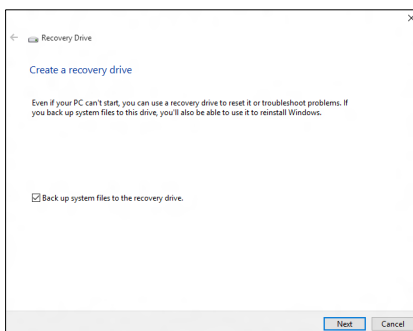 Recovery Drive
Create a recovery drive
Even if your PC can't start, you can use a recovery drive to reset it or troubleshoot problems. If
you back up system files to this drive, you'll also be able to use it to reinstall Windows.
Back up system files to the recovery drive.
Next Cancel